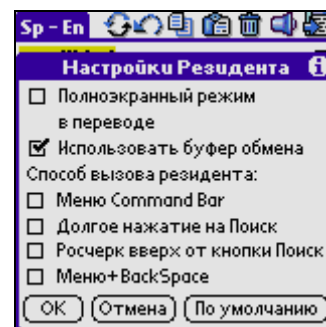 Sp - En
Настройки Резидента
Полноэкранный режим
в переводе
Использовать буфер обмена
Способ вызова резидента:
Меню Command Bar
Долгое нажатие на Поиск
Росчерк вверх от кнопки Поиск
Меню+BackSpace
OK Отмена По умолчанию